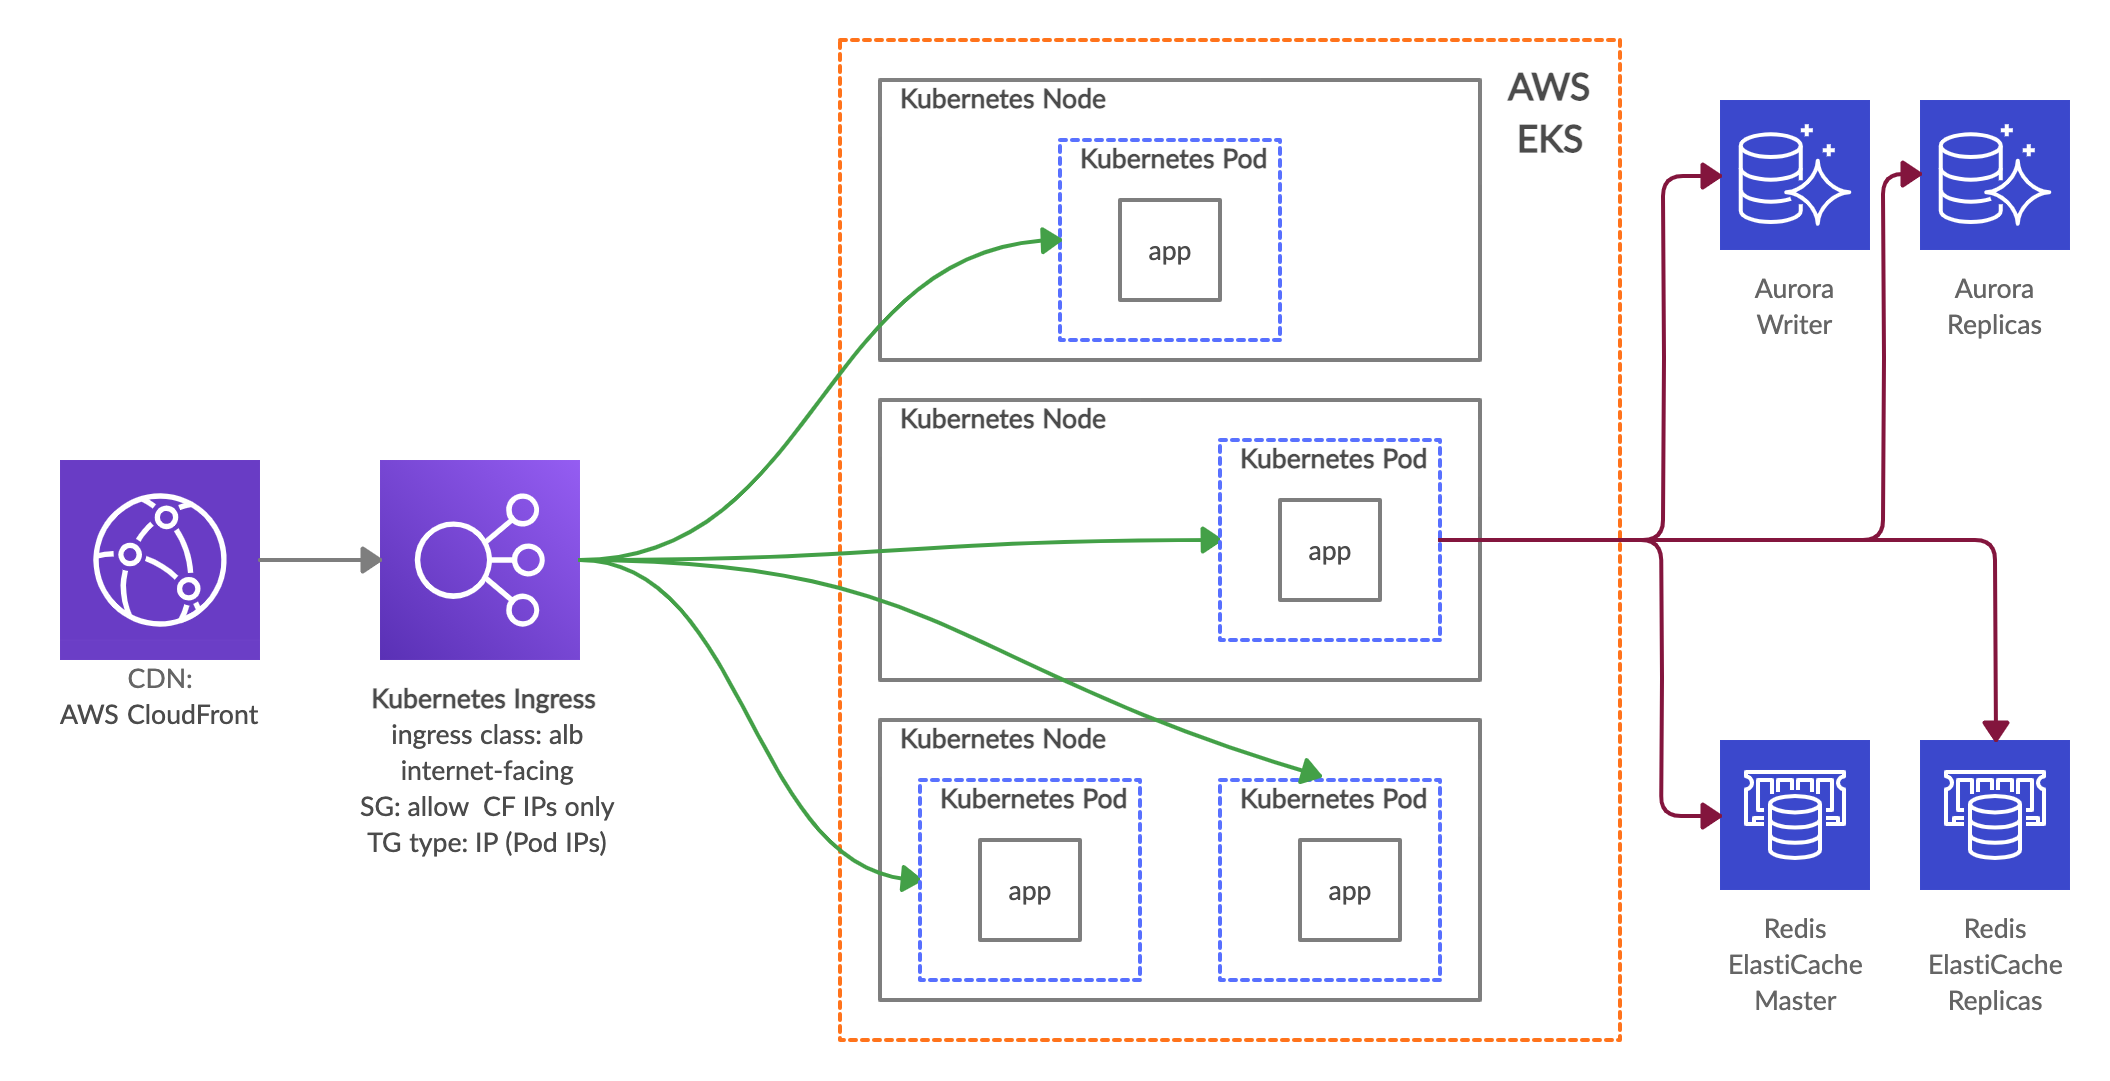 AWS
EKS
Kubernetes Node
Kubernetes Pod
app
Kubernetes Node
Kubernetes Pod
app
Kubernetes Node
Kubernetes Pod
app
Kubernetes Pod
app
CDN:
AWS CloudFront
Kubernetes Ingress
ingress class: alb
internet-facing
SG: allow  CF IPs only
TG type: IP (Pod IPs)
Aurora
Writer
Aurora
Replicas
Redis
ElastiCache
Master
Redis
ElastiCache
Replicas